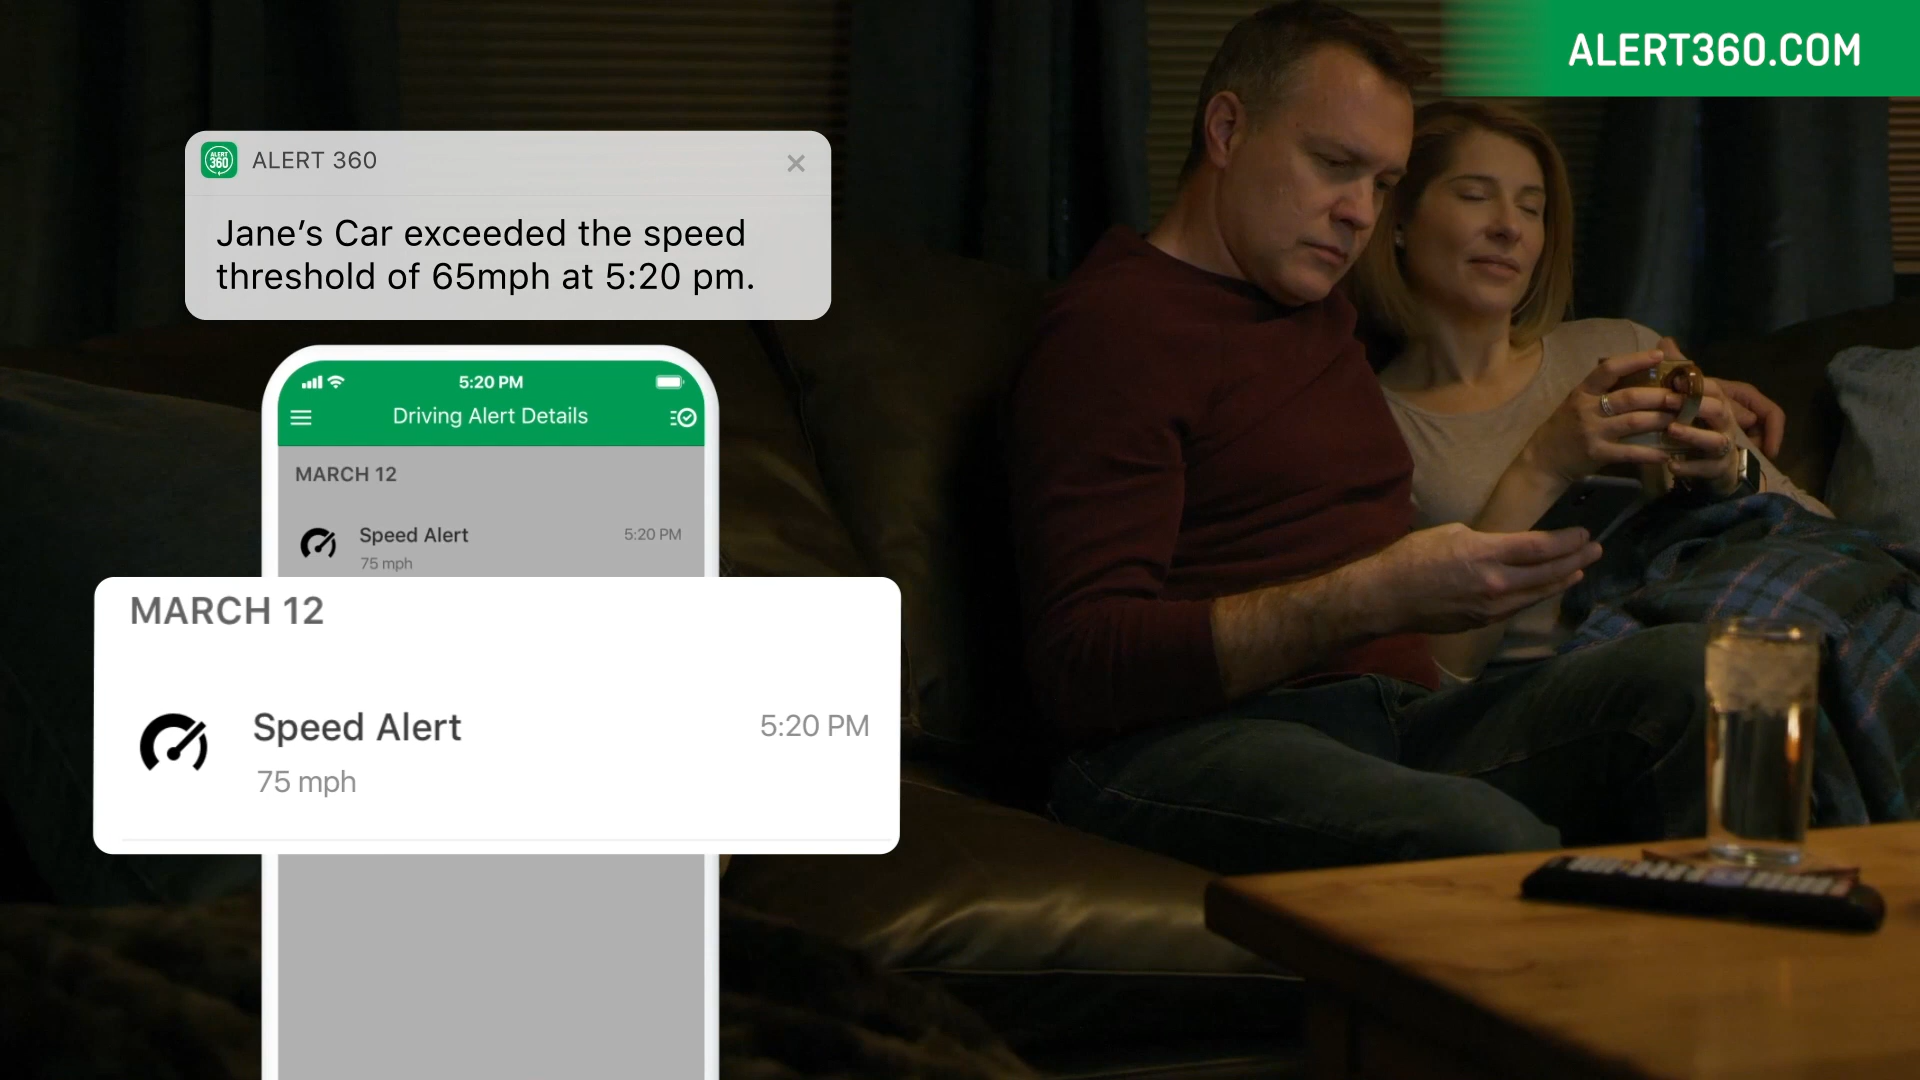 ALERT360.COM
ALERT 360
ALERT 360
Jane’s Car exceeded the speed
threshold of 65mph at 5:20 pm.
5:20 PM
Driving Alert Details
MARCH 12
Speed Alert 5:20 PM
75 mph
MARCH 12
Speed Alert 5:20 PM
75 mph